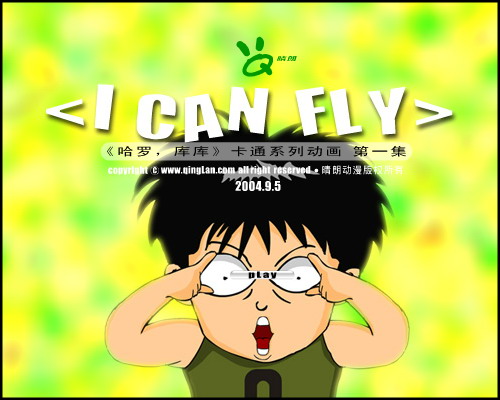 晴朗
<I CAN FLY>
《哈罗，库库》卡通系列动画 第一集
copyright © www.qingtan.com all right reserved ● 晴朗动漫版权所有
2004.9.5
play